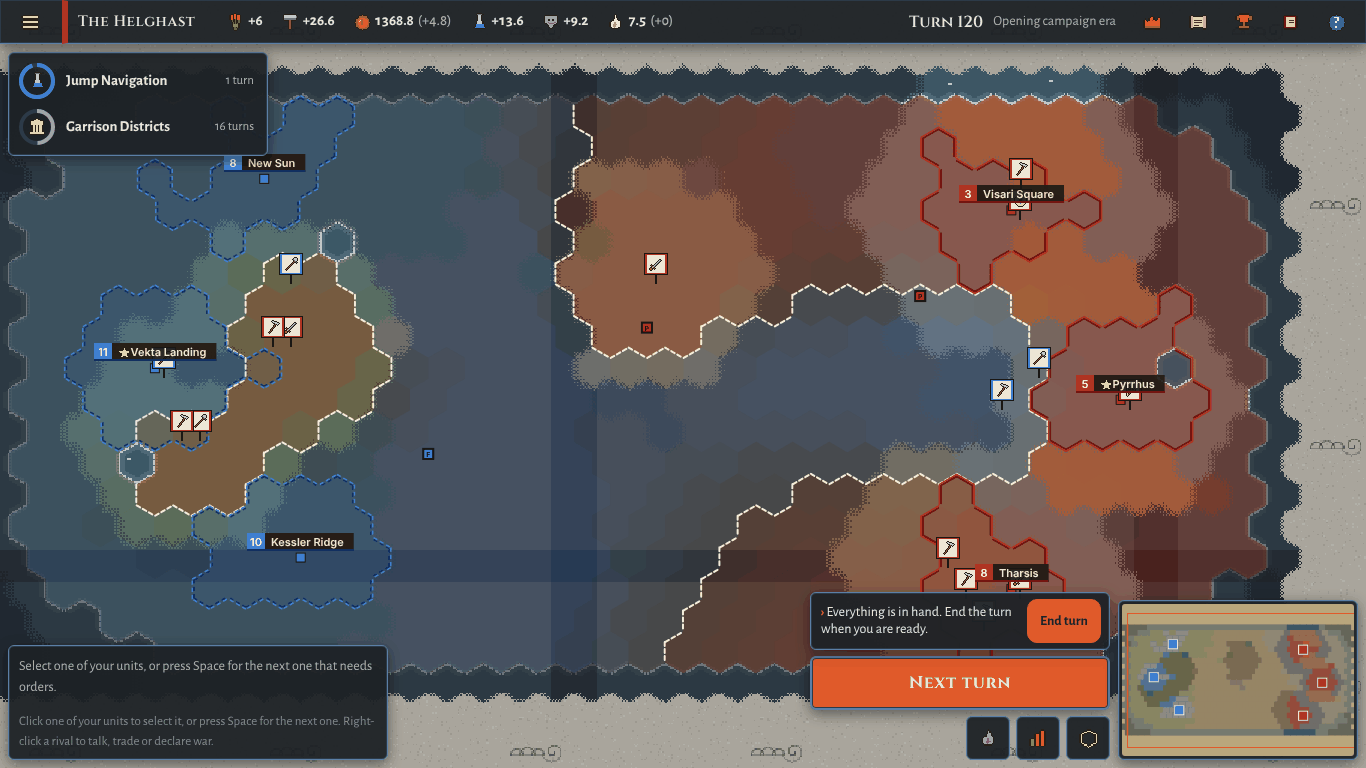 The Helghast
+6
+26.6
1368.8 (+4.8)
+13.6
+9.2
7.5 (+0)
Turn 120
Opening campaign era
?
Jump Navigation
1 turn
Garrison Districts
16 turns
8 New Sun
3 Visari Square
11 Vekta Landing
5 Pyrrhus
10 Kessler Ridge
8 Tharsis
P
P
F
› Everything is in hand. End the turn
when you are ready.
End turn
Next turn
Select one of your units, or press Space for the next one that needs
orders.
Click one of your units to select it, or press Space for the next one. Right-
click a rival to talk, trade or declare war.